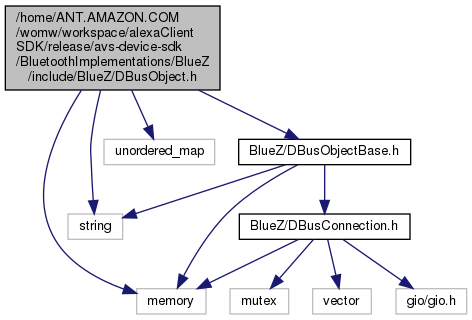 /home/ANT.AMAZON.COM
/womw/workspace/alexaClient
SDK/release/avs-device-sdk
/BluetoothImplementations/BlueZ
/include/BlueZ/DBusObject.h
unordered_map
BlueZ/DBusObjectBase.h
string
BlueZ/DBusConnection.h
memory
mutex
vector
gio/gio.h